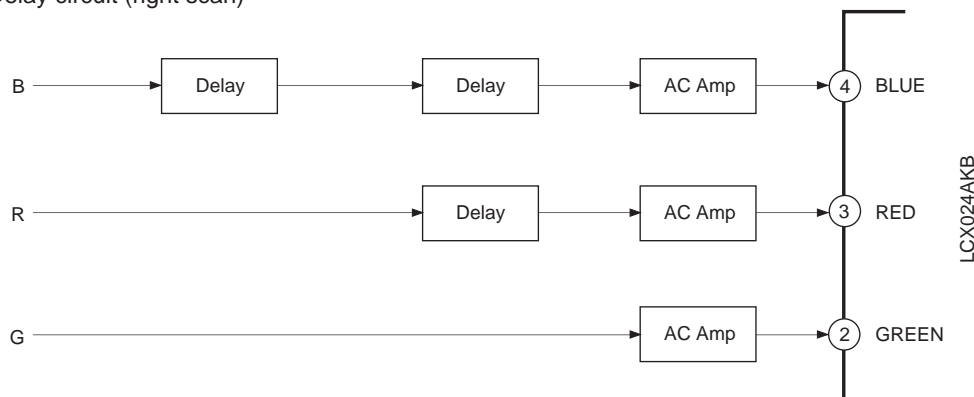 Delay circuit (right scan)
B Delay Delay AC Amp 4 BLUE
R Delay AC Amp 3 RED
G AC Amp 2 GREEN
LCX024AKB